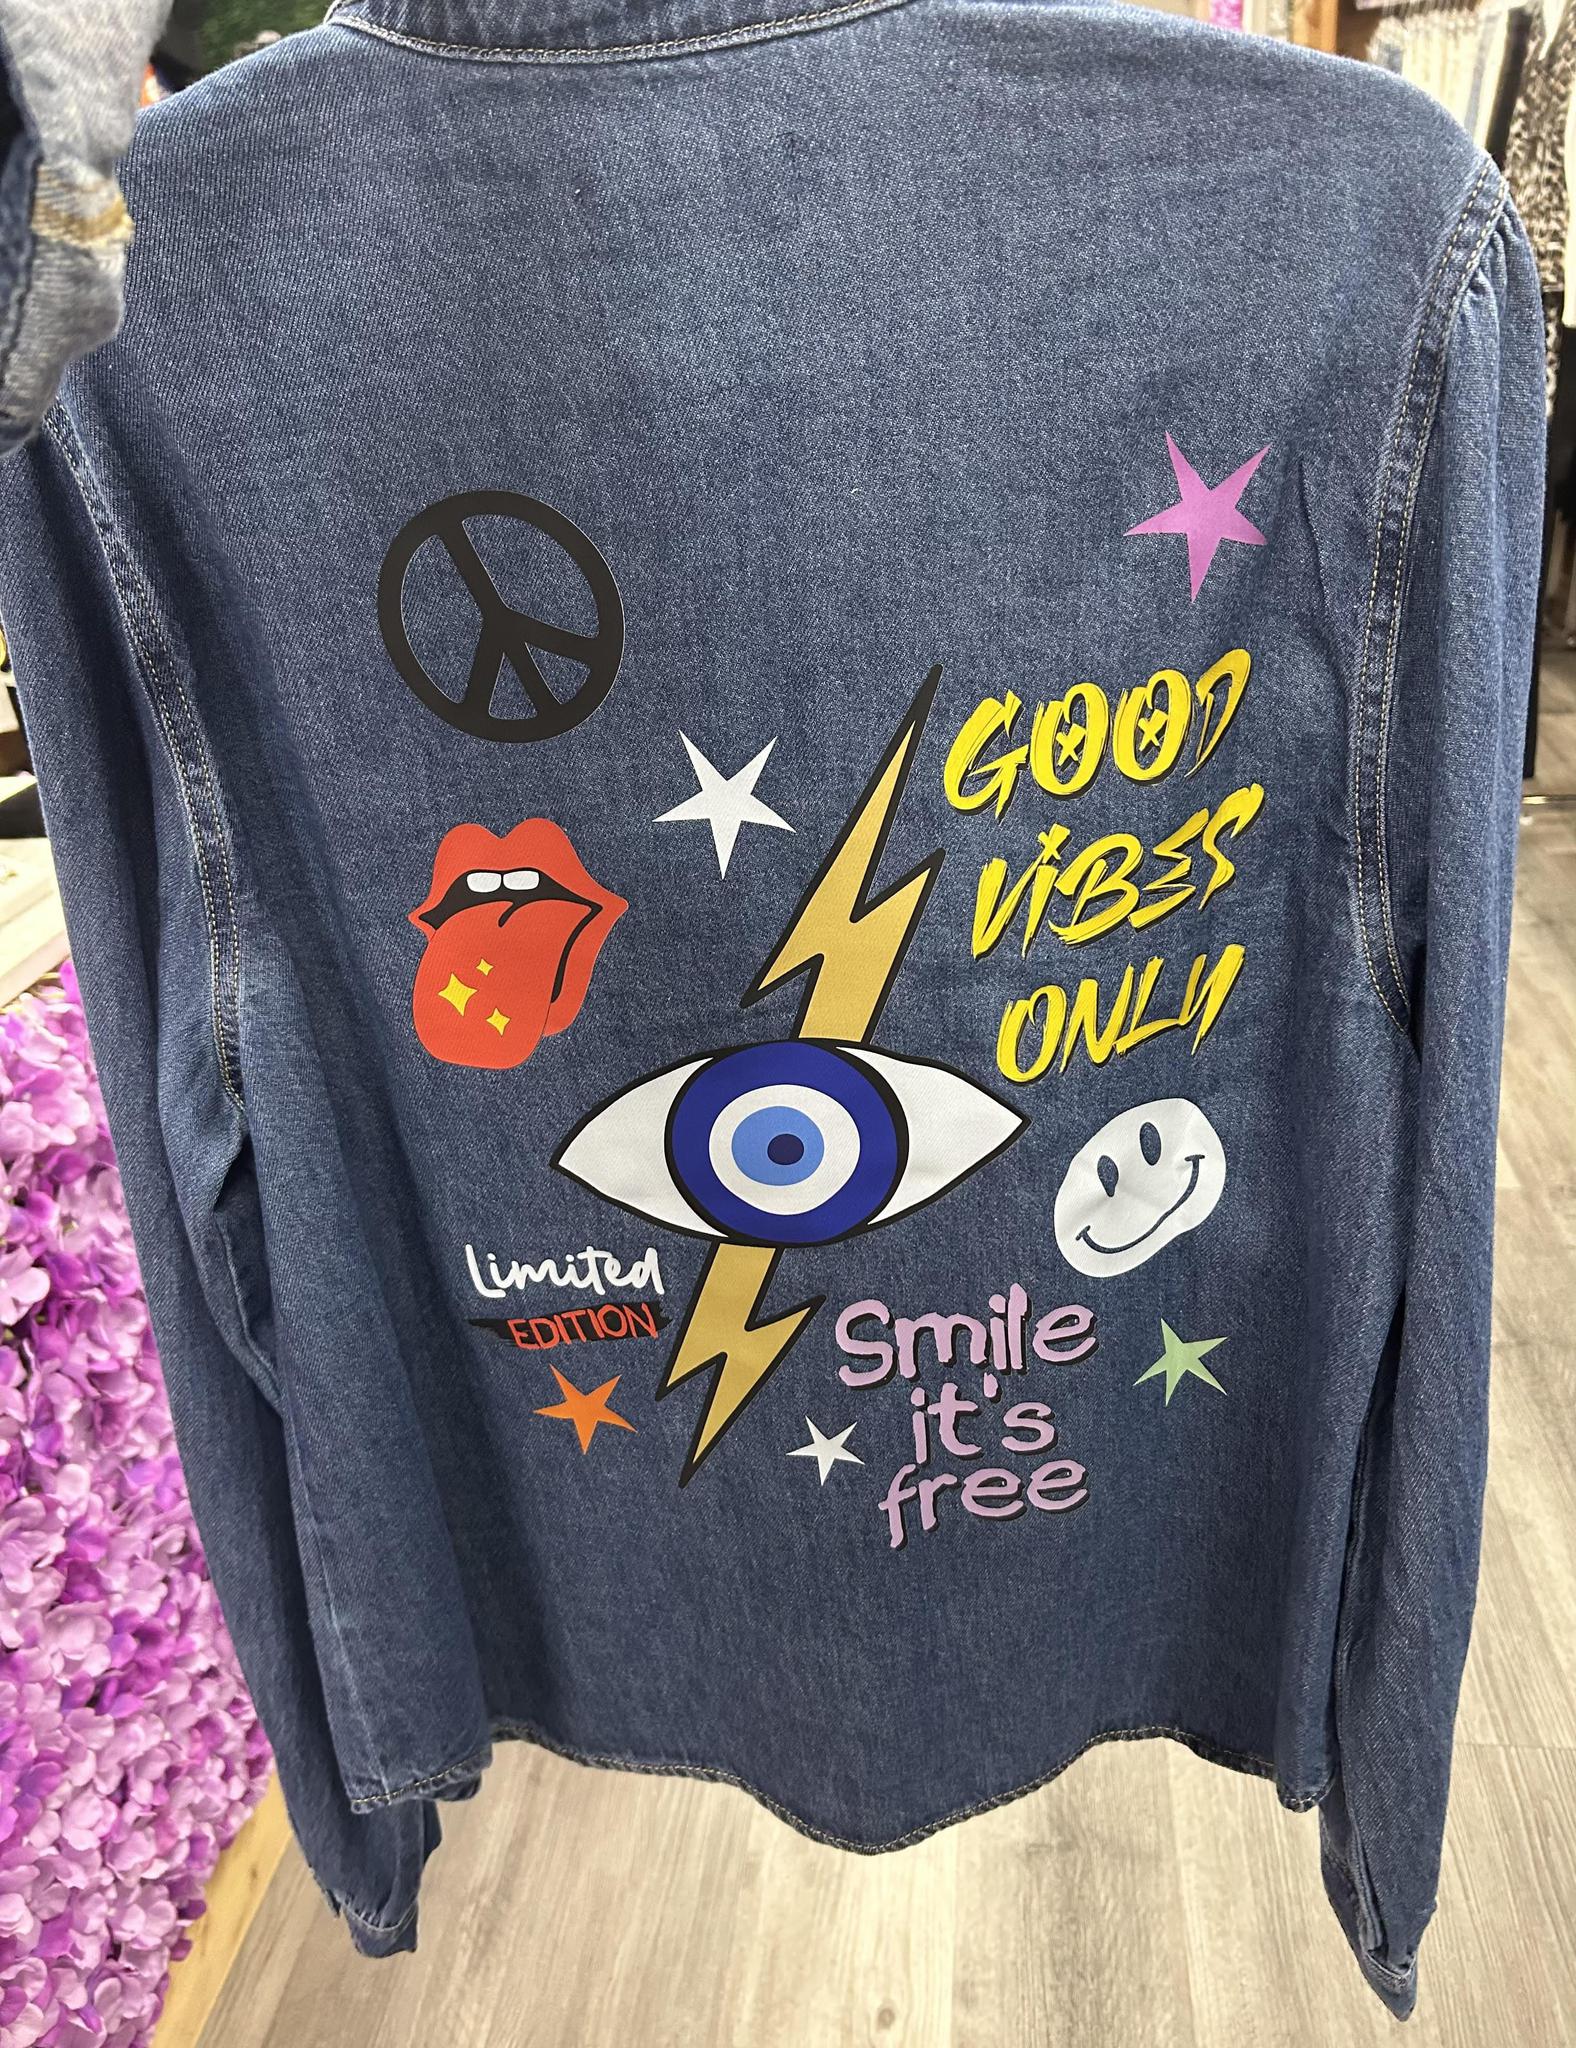 GOOD
ViBES
ONLY
Limited
EDITION
Smile
it's
free